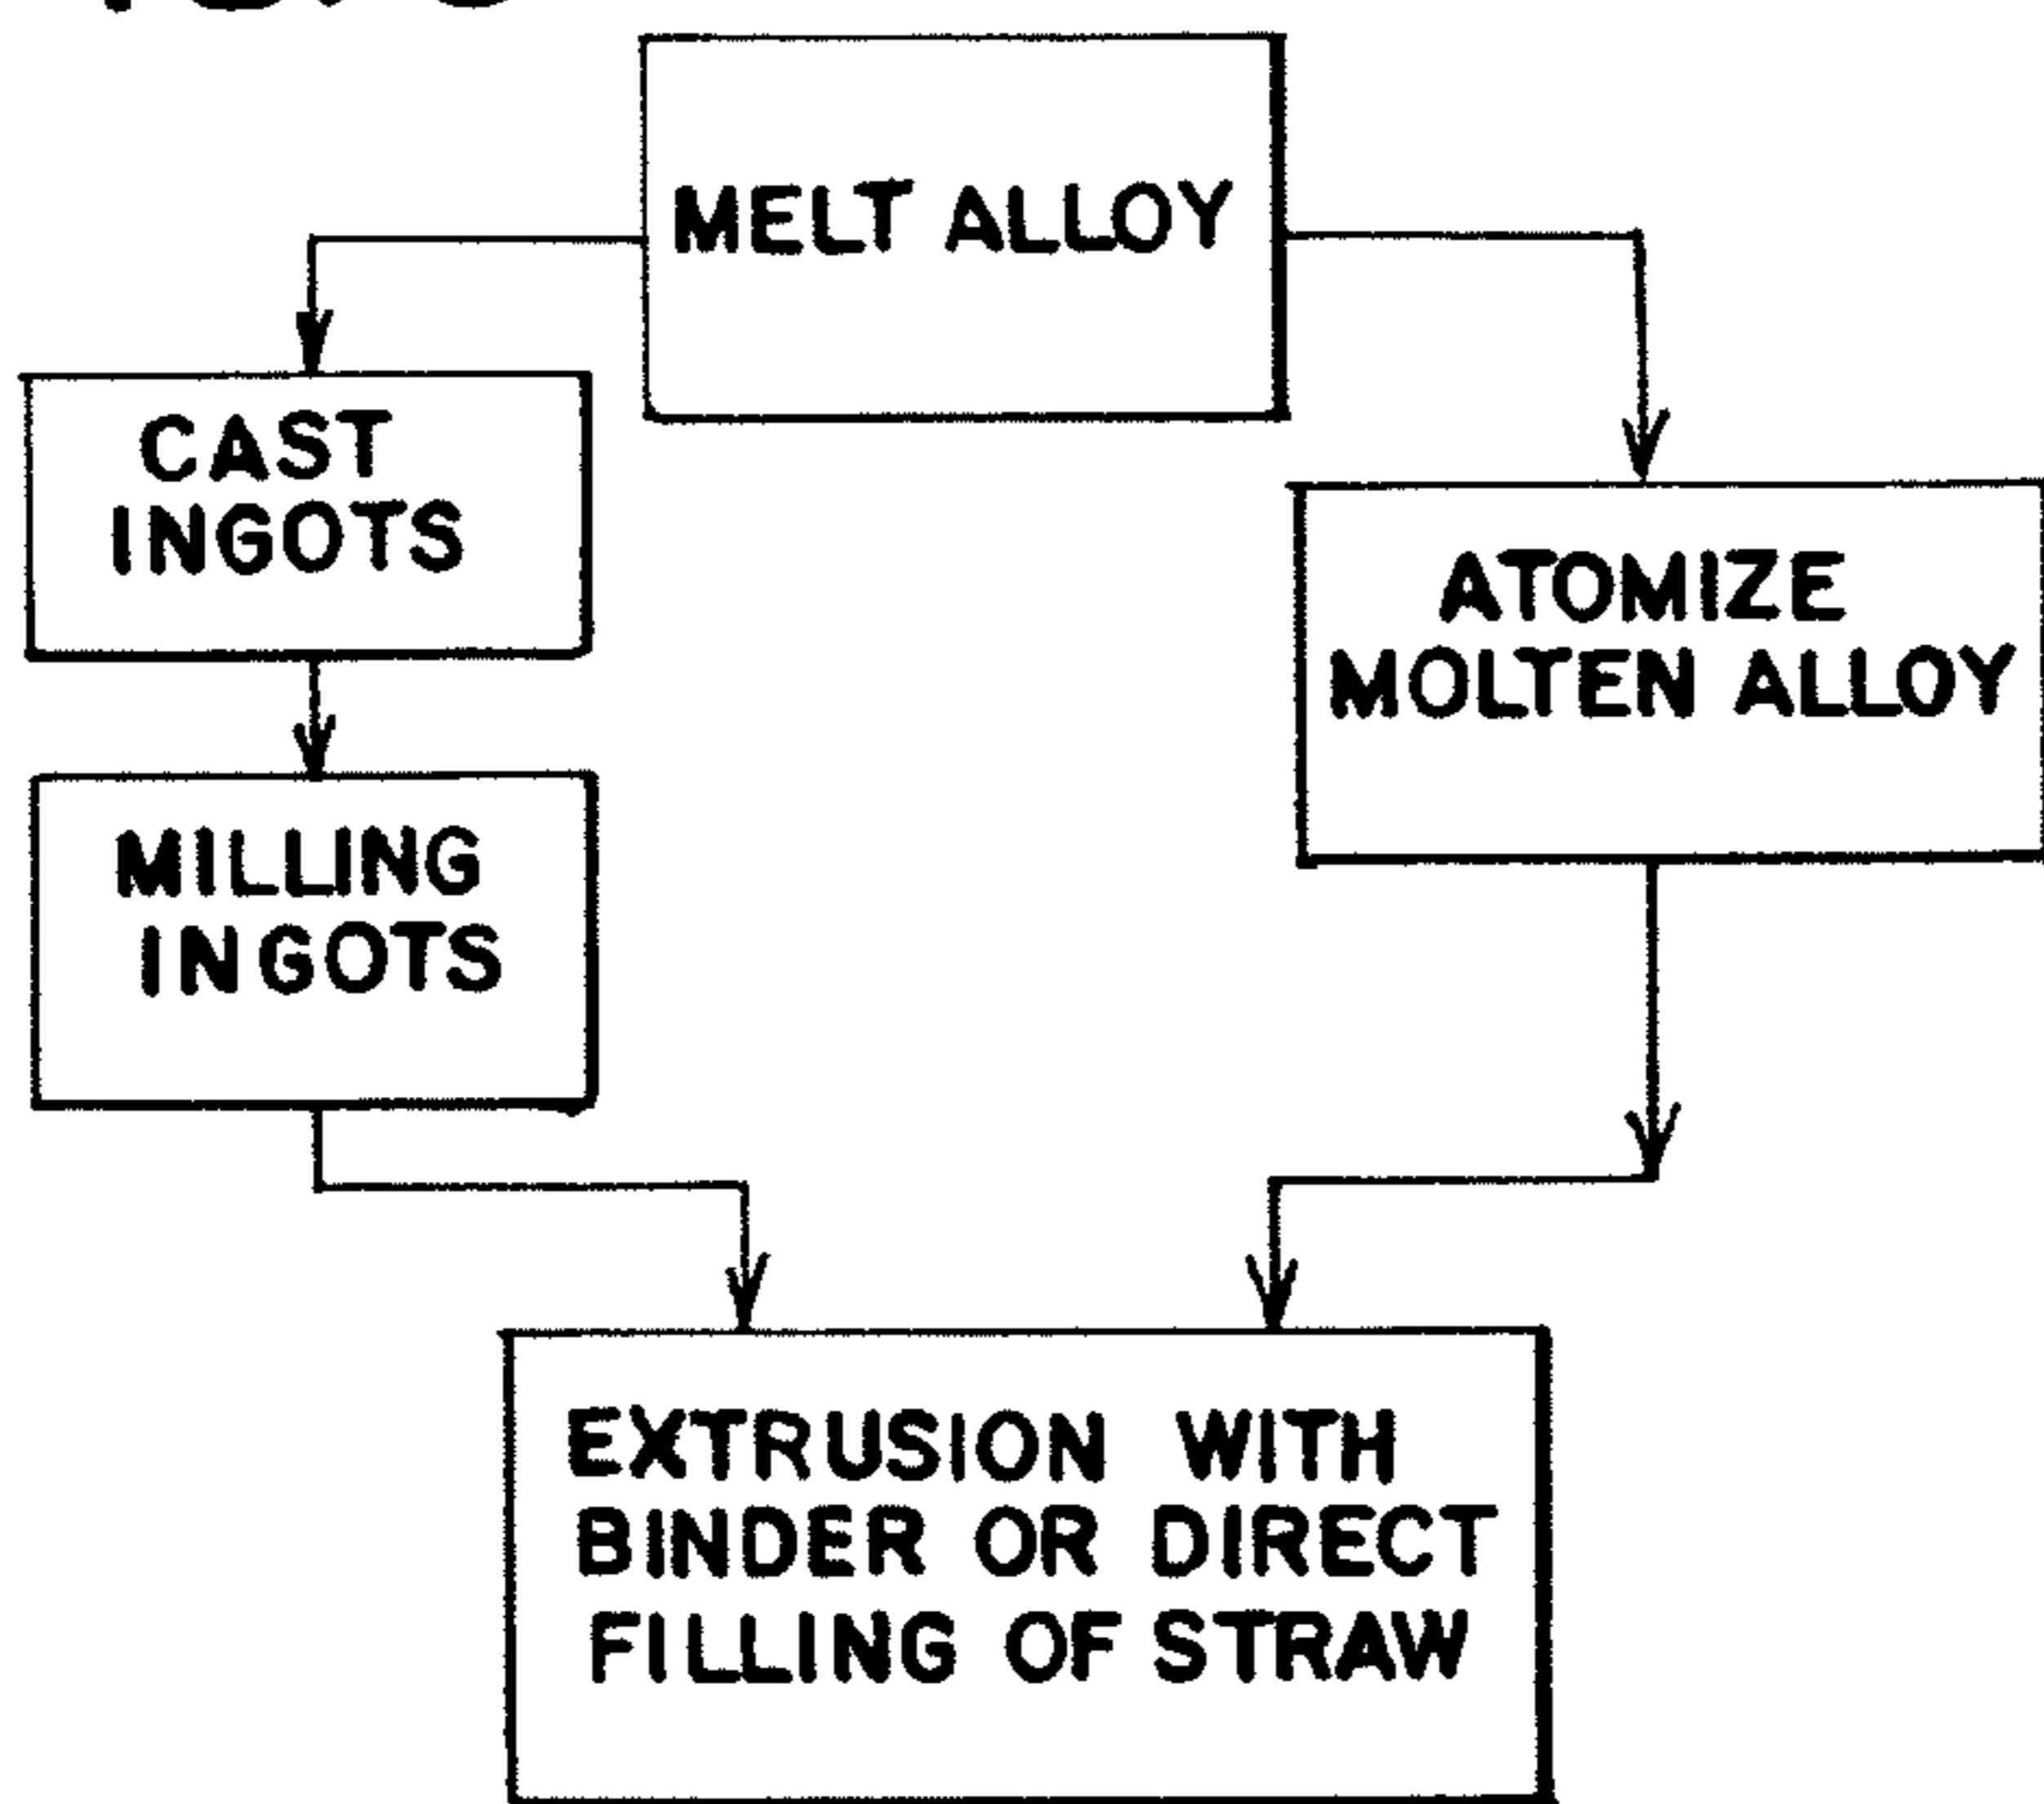 MELT ALLOY
CAST
INGOTS
ATOMIZE
MOLTEN ALLOY
MILLING
INGOTS
EXTRUSION WITH
BINDER OR DIRECT
FILLING OF STRAW